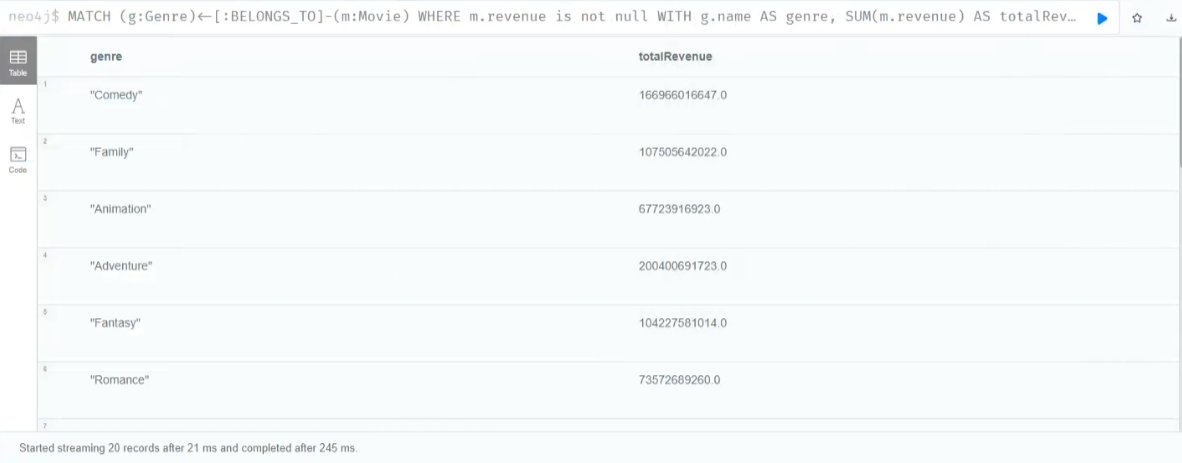 neo4j$ MATCH (g:Genre)<-[:BELONGS_TO]-(m:Movie) WHERE m.revenue is not null WITH g.name AS genre, SUM(m.revenue) AS totalRev…
Table
genre totalRevenue
1
"Comedy" 166966016647.0
Text
2
"Family" 107505642022.0
Code
3
"Animation" 67723916923.0
4
"Adventure" 200400691723.0
5
"Fantasy" 104227581014.0
6
"Romance" 73572689260.0
7
Started streaming 20 records after 21 ms and completed after 245 ms.